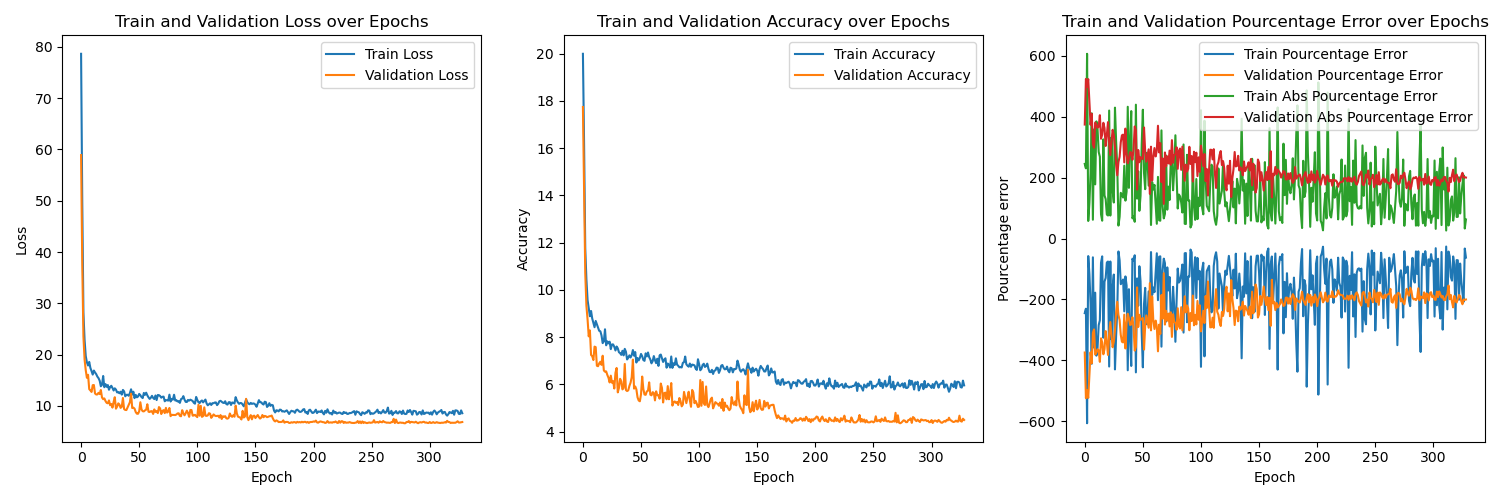 Train and Validation Loss over Epochs
80
70
60
50
40
30
20
10
Loss
0
50
100
150
200
250
300
Epoch
Train Loss
Validation Loss
Train and Validation Accuracy over Epochs
20
18
16
14
12
10
8
6
4
Accuracy
0
50
100
150
200
250
300
Epoch
Train Accuracy
Validation Accuracy
Train and Validation Pourcentage Error over Epochs
600
400
200
0
−200
−400
−600
Pourcentage error
0
50
100
150
200
250
300
Epoch
Train Pourcentage Error
Validation Pourcentage Error
Train Abs Pourcentage Error
Validation Abs Pourcentage Error